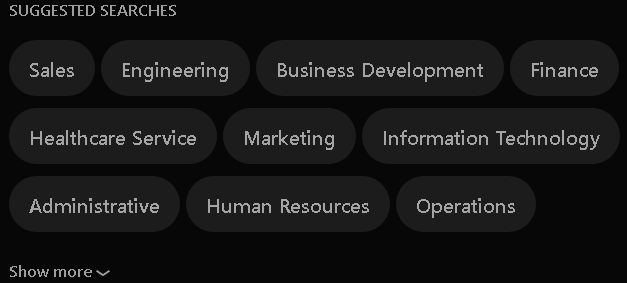 SUGGESTED SEARCHES
Sales Engineering Business Development Finance
Healthcare Service Marketing Information Technology
Administrative Human Resources Operations
Show more